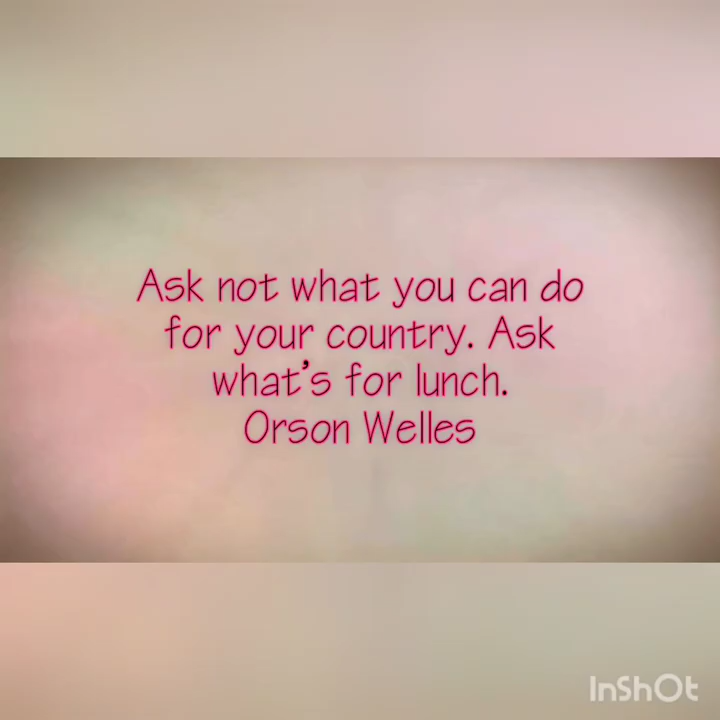 Ask not what you can do
for your country. Ask
what's for lunch.
Orson Welles
InShOt